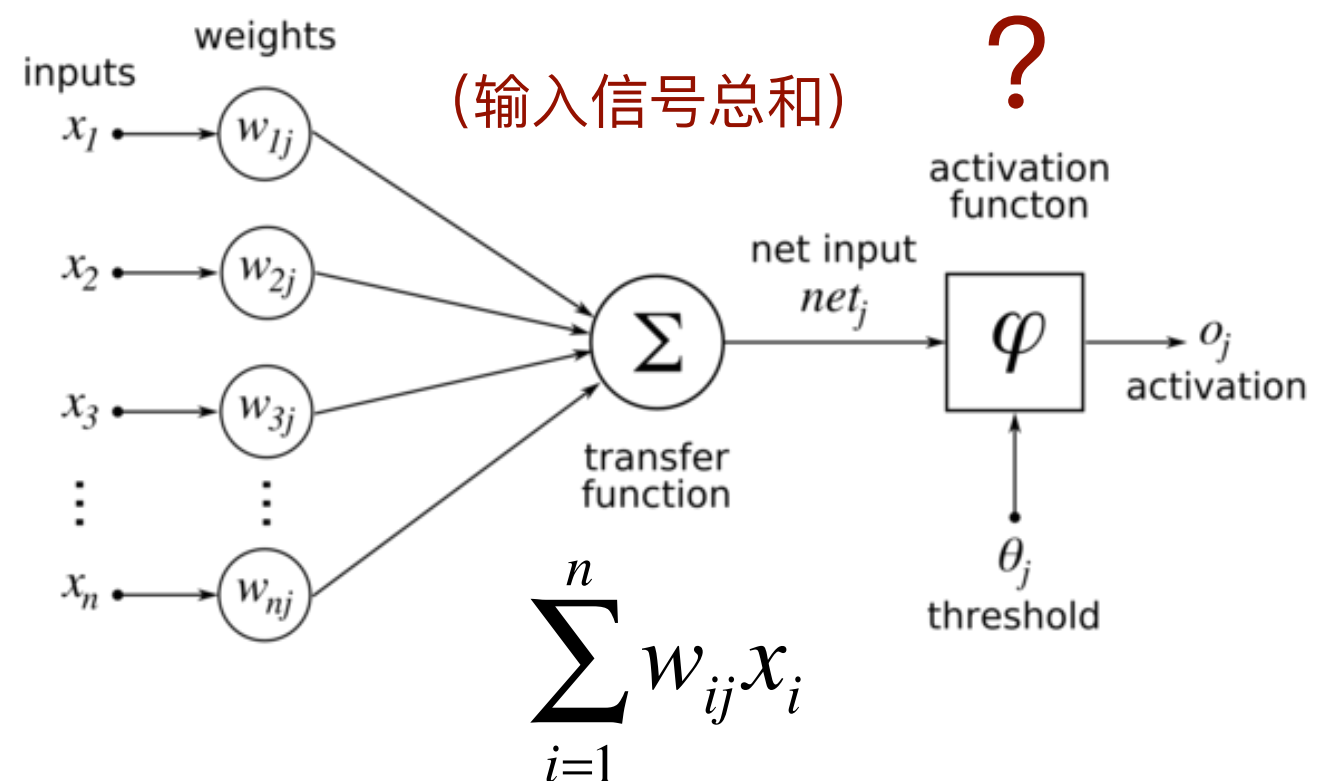 weights
inputs
(输入信号总和)
?
x₁
w₁ⱼ
activation
functon
x₂
w₂ⱼ
net input
netⱼ
Σ
φ
oⱼ
activation
x₃
w₃ⱼ
transfer
function
⋮
⋮
θⱼ
threshold
xₙ
wₙⱼ
n
∑ wᵢⱼxᵢ
i=1